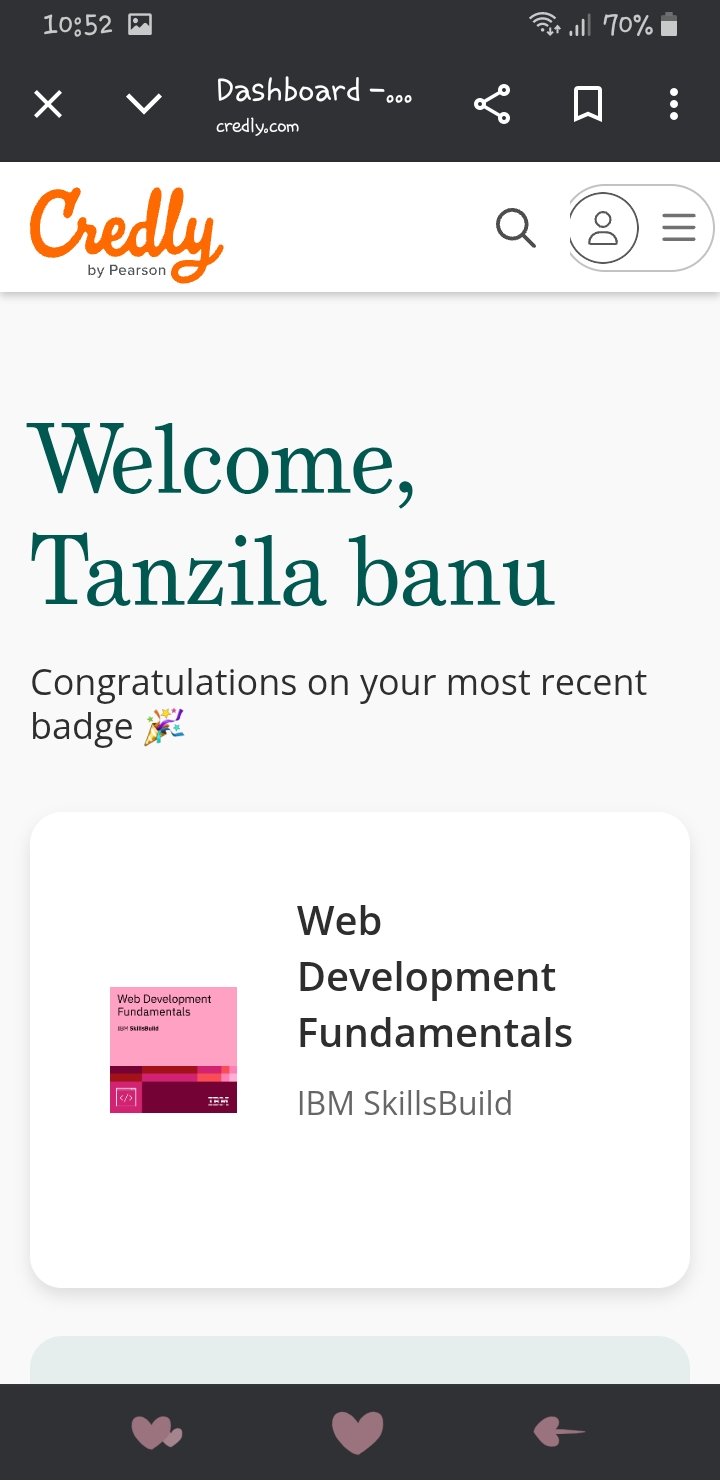 10:52
70%
Dashboard –...
credly.com
Credly
by Pearson
Welcome,
Tanzila banu
Congratulations on your most recent
badge 🎉
Web
Development
Fundamentals
IBM SkillsBuild
Web Development
Fundamentals
IBM SkillsBuild
</>
IBM